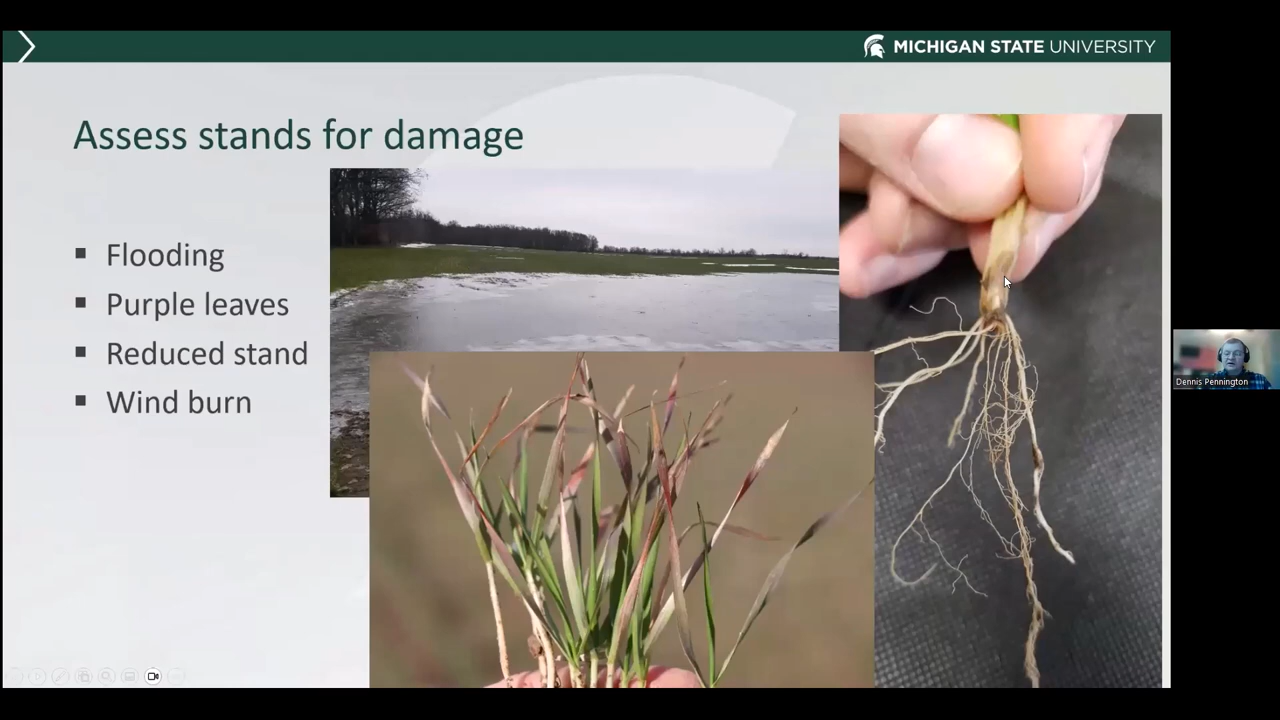 MICHIGAN STATE UNIVERSITY
Assess stands for damage
Flooding
Purple leaves
Reduced stand
Wind burn
Dennis Pennington